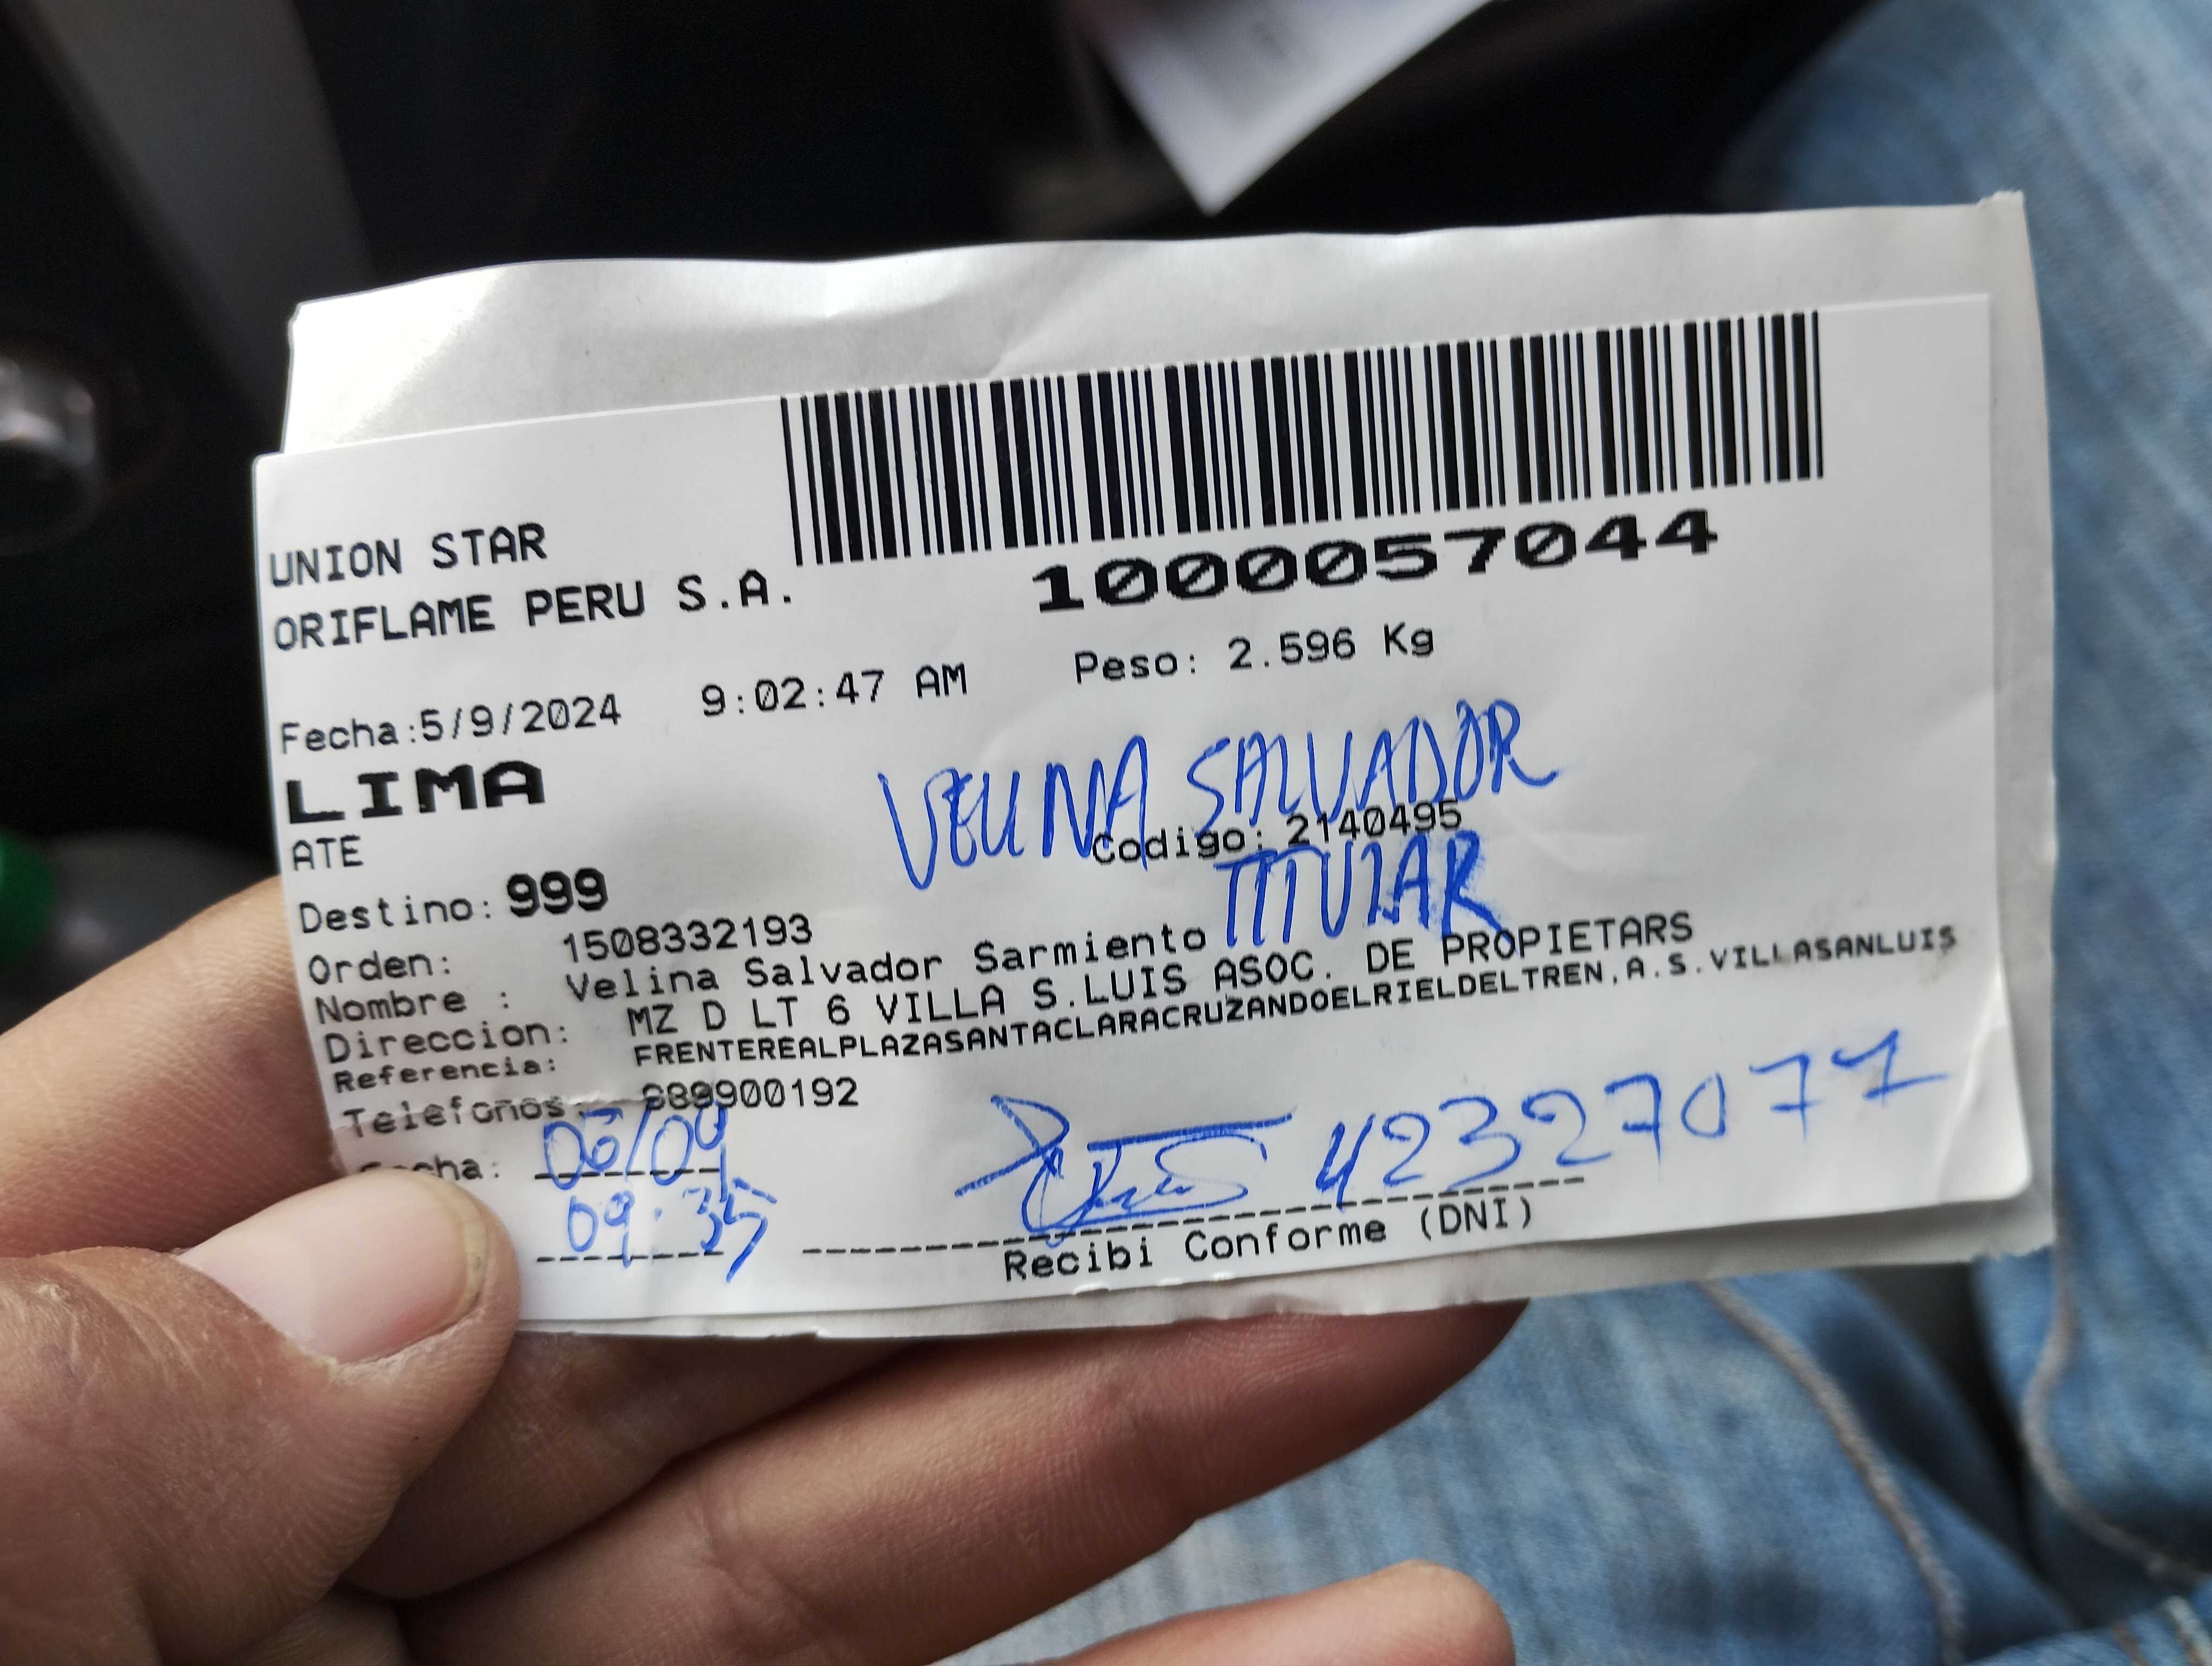 1000057044
UNION STAR
ORIFLAME PERU S.A.
Fecha:5/9/2024 9:02:47 AM Peso: 2.596 Kg
LIMA
VELINA SALVADOR
ATE
Codigo: 2140495
TITULAR
Destino: 999
Orden: 1508332193
Nombre : Velina Salvador Sarmiento
Direccion: MZ D LT 6 VILLA S.LUIS ASOC. DE PROPIETARS
Referencia: FRENTEREALPLAZASANTACLARACRUZANDOELRIELDELTREN,A.S.VILLASANLUIS
Telefonos:
06/09 42327071
09:35
Recibi Conforme (DNI)